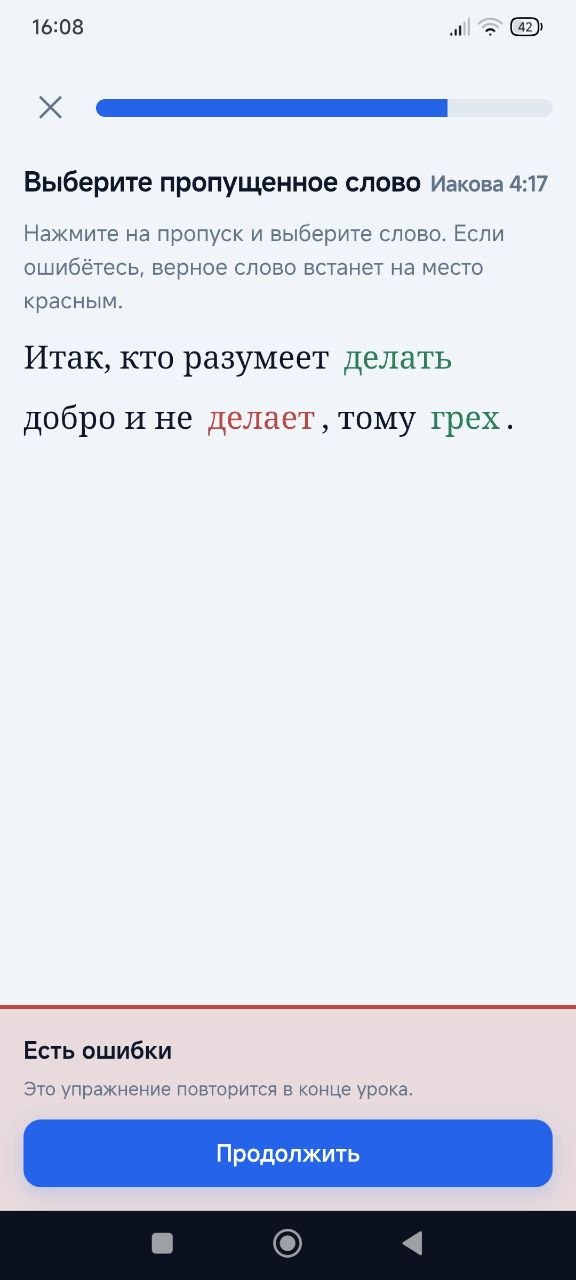 16:08
42
Выберите пропущенное слово Иакова 4:17
Нажмите на пропуск и выберите слово. Если
ошибётесь, верное слово встанет на место
красным.
Итак, кто разумеет делать
добро и не делает, тому грех.
Есть ошибки
Это упражнение повторится в конце урока.
Продолжить